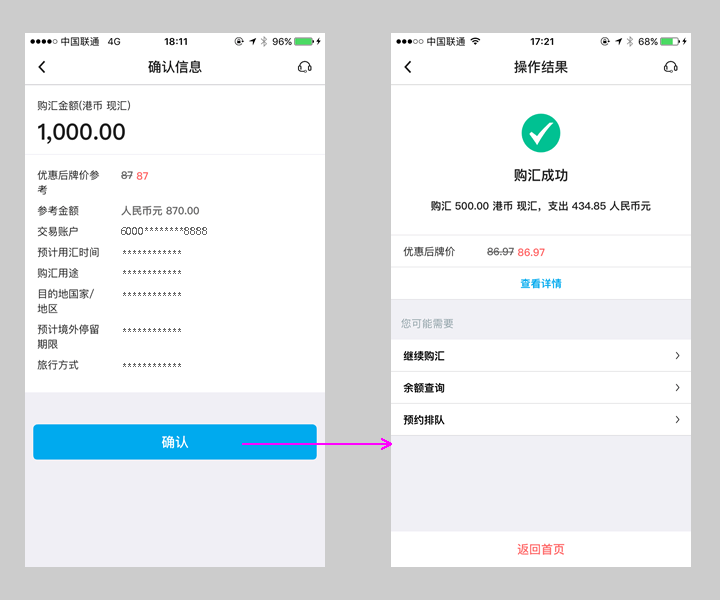 中国联通 4G 18:11 96%
确认信息
购汇金额(港币 现汇)
1,000.00
优惠后牌价参
考
87 87
参考金额 人民币元 870.00
交易账户 6000********8888
预计用汇时间 ************
购汇用途 ************
目的地国家/
地区
************
预计境外停留
期限
************
旅行方式 ************
确认
中国联通 17:21 68%
操作结果
购汇成功
购汇 500.00 港币 现汇，支出 434.85 人民币元
优惠后牌价 86.97 86.97
查看详情
您可能需要
继续购汇
余额查询
预约排队
返回首页